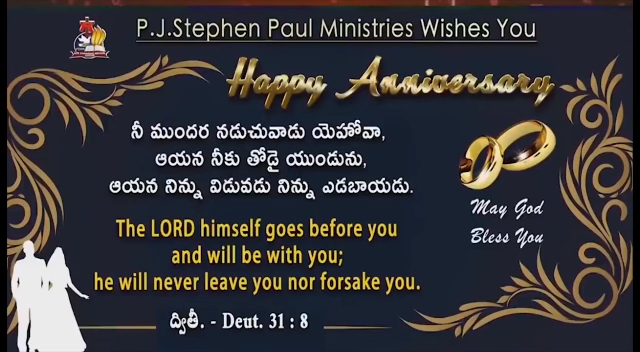 P.J.Stephen Paul Ministries Wishes You
Happy Anniversary
నీ ముందర నడుచువాడు యెహోవా,
ఆయన నీకు తోడై యుండును,
ఆయన నిన్ను విడువడు నిన్ను ఎడబాయడు.
May God
Bless You
The LORD himself goes before you
and will be with you;
he will never leave you nor forsake you.
ద్వితీ. - Deut. 31 : 8